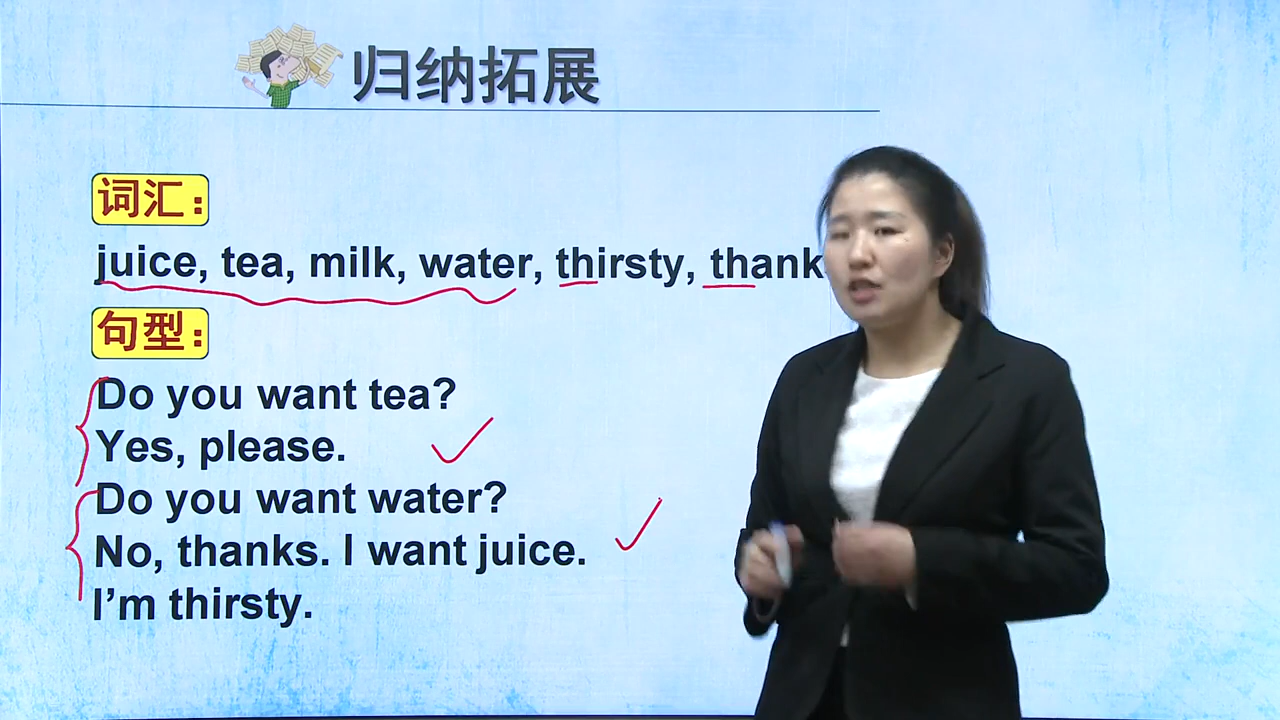 归纳拓展
词汇：
juice, tea, milk, water, thirsty, thank
句型：
Do you want tea?
Yes, please.
Do you want water?
No, thanks. I want juice.
I'm thirsty.